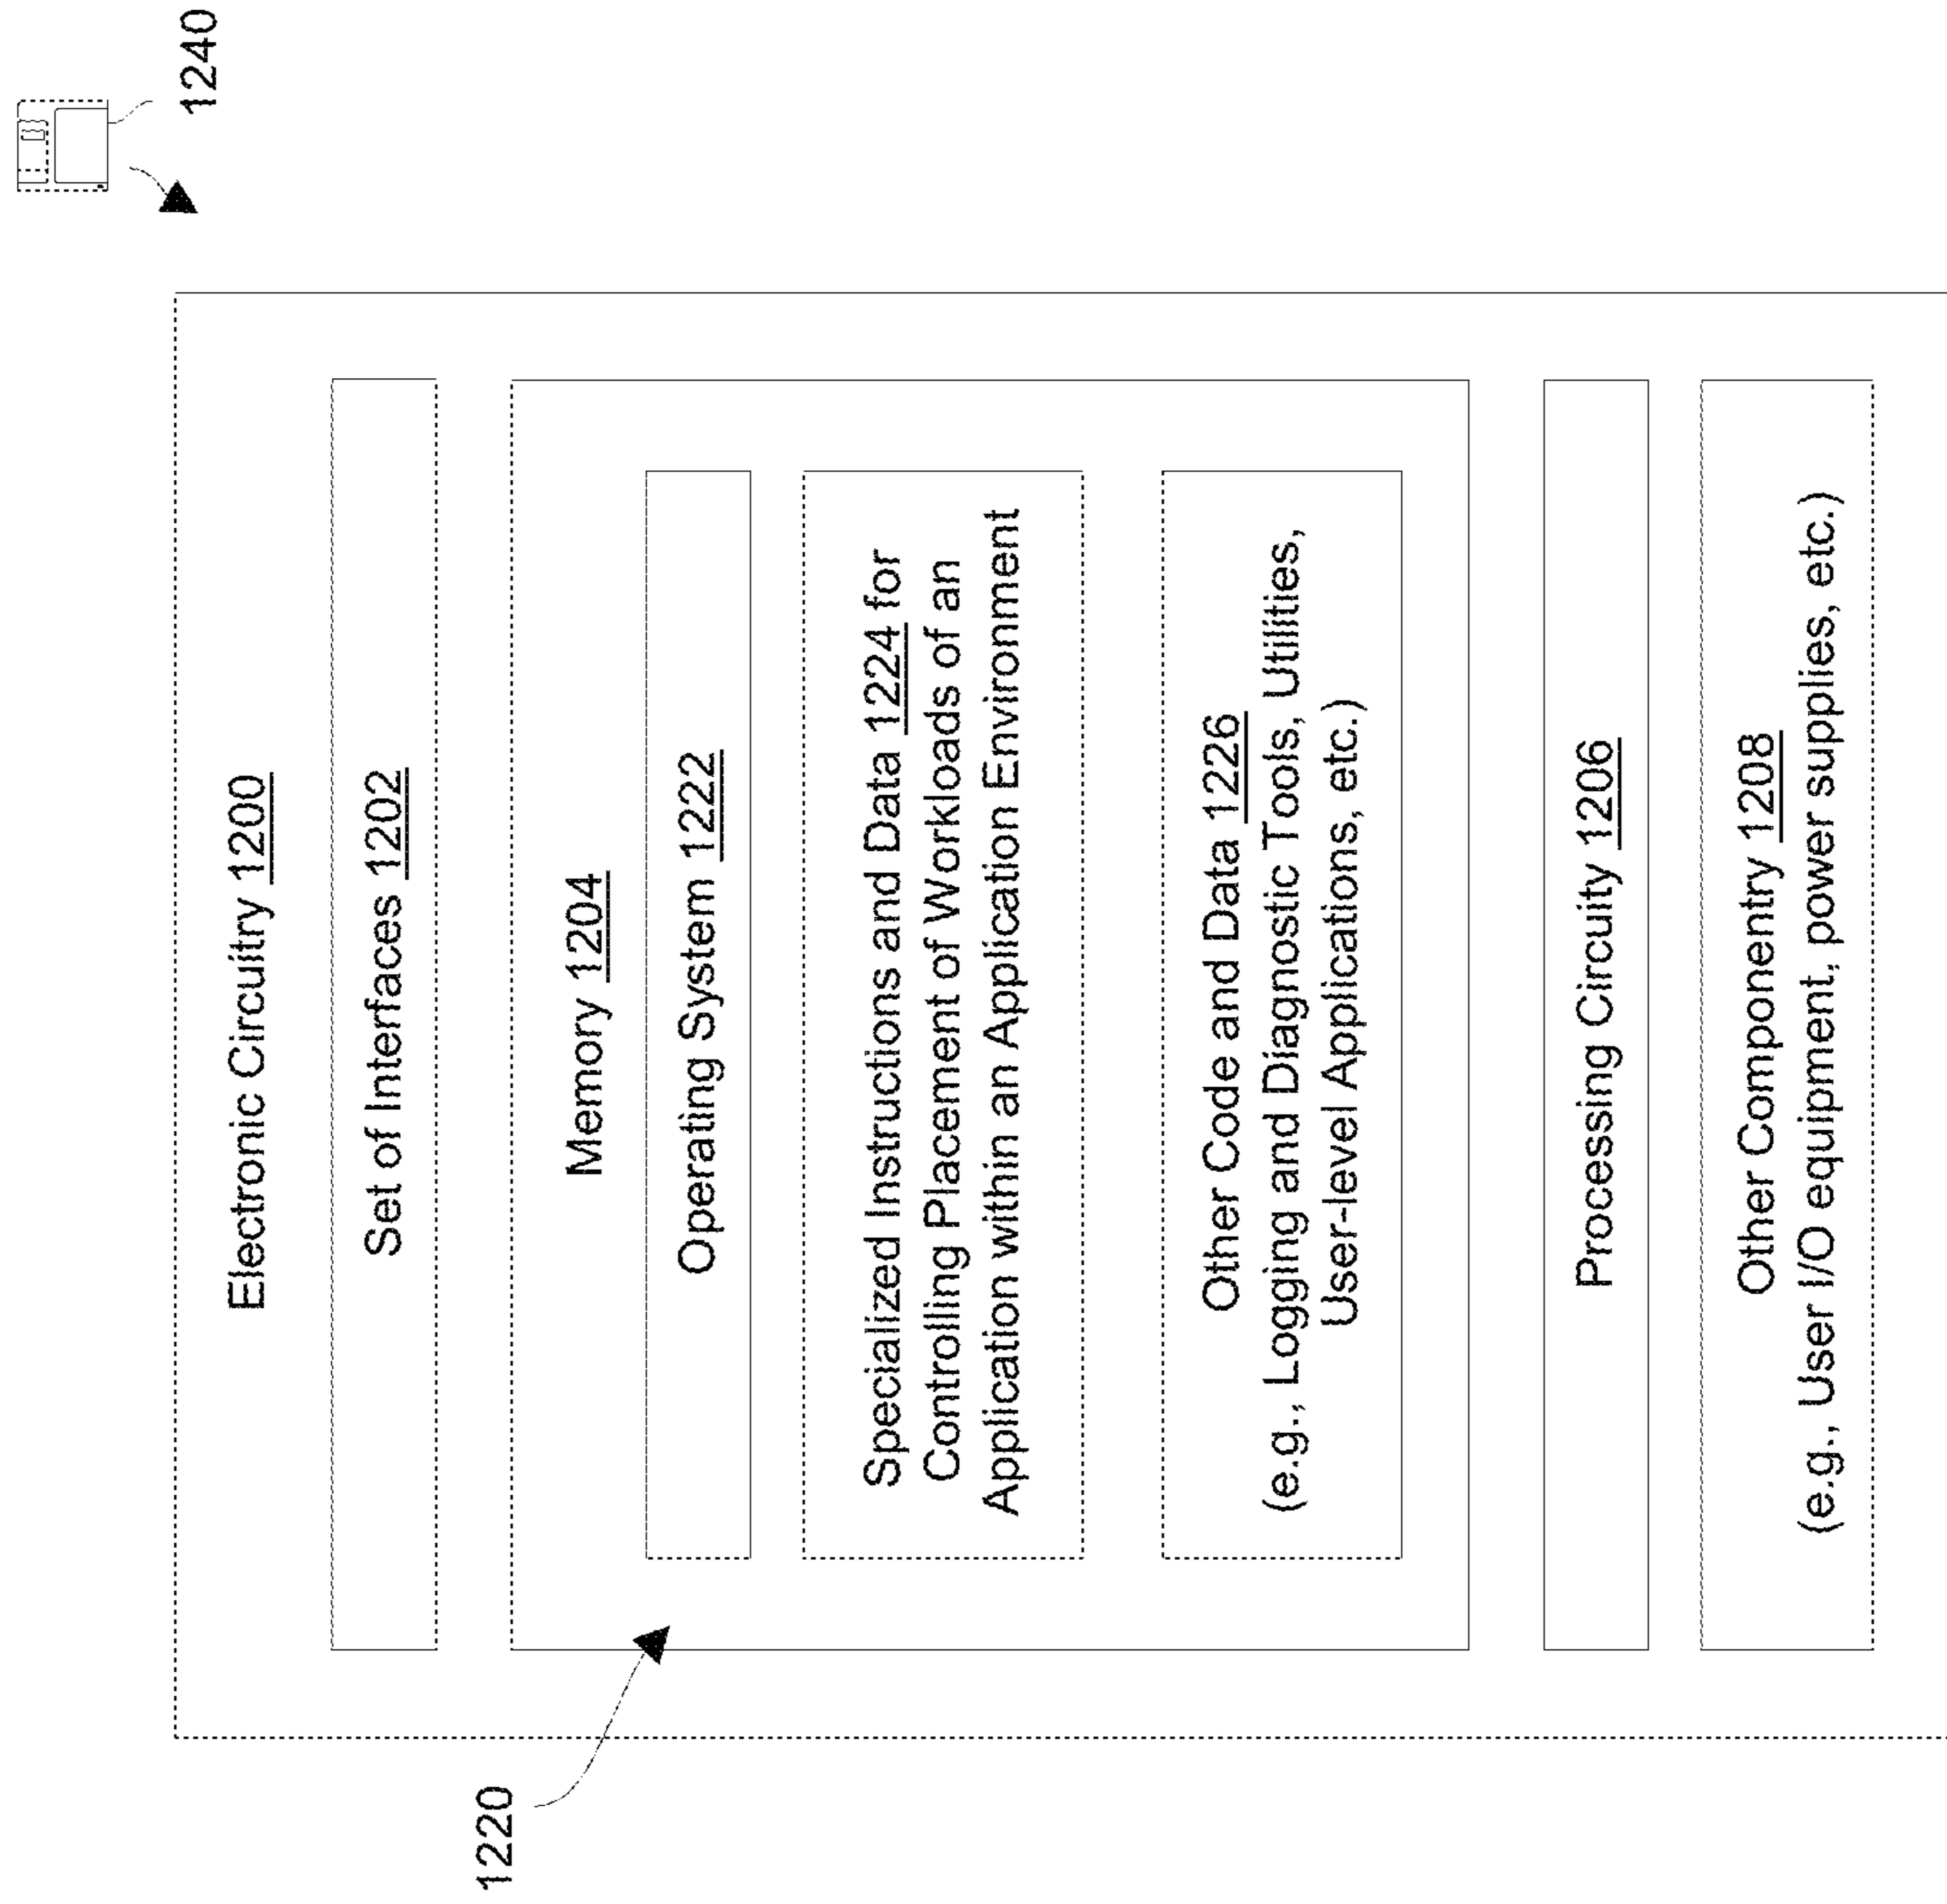 1240
Electronic Circuitry 1200
Set of Interfaces 1202
1220
Memory 1204
Operating System 1222
Specialized Instructions and Data 1224 for
Controlling Placement of Workloads of an
Application within an Application Environment
Other Code and Data 1226
(e.g., Logging and Diagnostic Tools, Utilities,
User-level Applications, etc.)
Processing Circuity 1206
Other Componentry 1208
(e.g., User I/O equipment, power supplies, etc.)